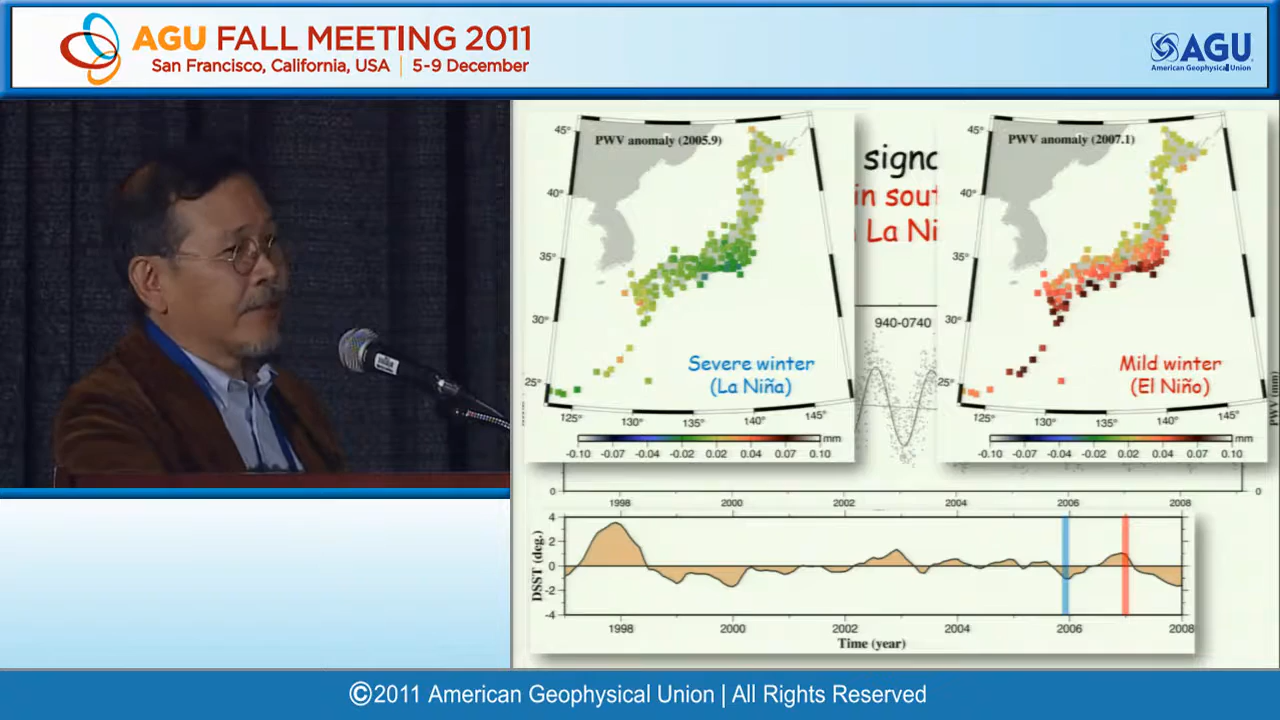 AGU FALL MEETING 2011
San Francisco, California, USA | 5-9 December
AGU
American Geophysical Union
45°
40°
35°
30°
25°
PWV anomaly (2005.9)
Severe winter
(La Niña)
125°
130°
135°
140°
145°
mm
-0.10 -0.07 -0.04 -0.02 0.02 0.04 0.07 0.10
in
La Ni
940-0740
45°
40°
35°
30°
25°
PWV anomaly (2007.1)
Mild winter
(El Niño)
125°
130°
135°
140°
145°
mm
-0.10 -0.07 -0.04 -0.02 0.02 0.04 0.07 0.10
0
0
1998 2000 2002 2004 2006 2008
DSST (deg.)
4
2
0
-2
-4
1998 2000 2002 2004 2006 2008
Time (year)
©2011 American Geophysical Union | All Rights Reserved